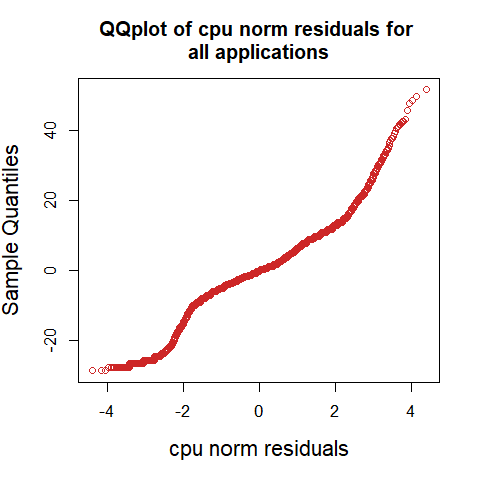 QQplot of cpu norm residuals for
all applications
Sample Quantiles
40
20
0
-20
-4
-2
0
2
4
cpu norm residuals